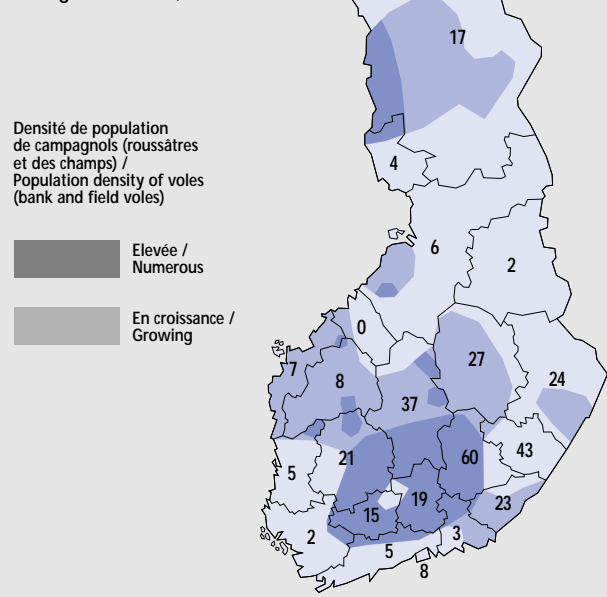 17
Densité de population
de campagnols (roussâtres
et des champs) /
Population density of voles
(bank and field voles)
4
Elevée /
Numerous
6
2
En croissance /
Growing
0
27
7
8
24
37
43
21
60
5
19
23
15
2
3
5
8